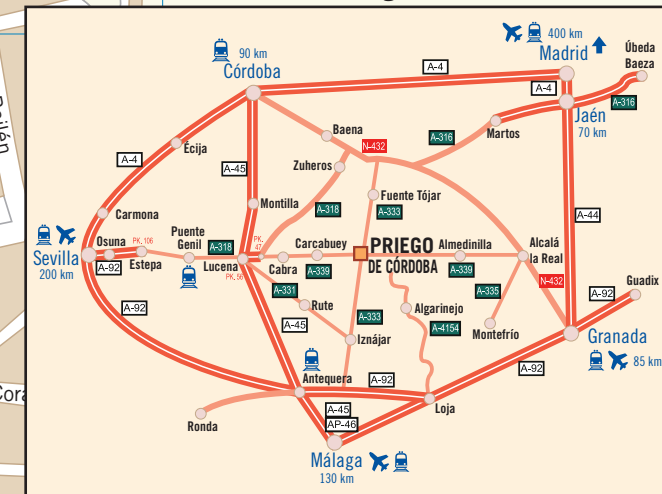 90 km
Córdoba
400 km
Madrid
Úbeda
Baeza
A-4
A-4
A-316
Jaén
70 km
Martos
A-316
Baena
N-432
Écija
A-4
A-45
Zuheros
Fuente Tójar
A-333
A-318
Montilla
A-44
Carmona
Sevilla
200 km
Osuna
PK. 106
A-92
Estepa
Puente
Genil
A-318
Lucena
PK.
47
PK. 56
Cabra
Carcabuey
A-339
PRIEGO
DE CÓRDOBA
Almedinilla
A-339
Alcalá
la Real
N-432
A-335
Montefrío
Guadix
A-92
A-331
Rute
A-45
A-333
Iznájar
Algarinejo
A-4154
A-92
Granada
85 km
A-92
Antequera
A-92
Loja
Ronda
A-45
AP-46
Málaga
130 km
Bailén